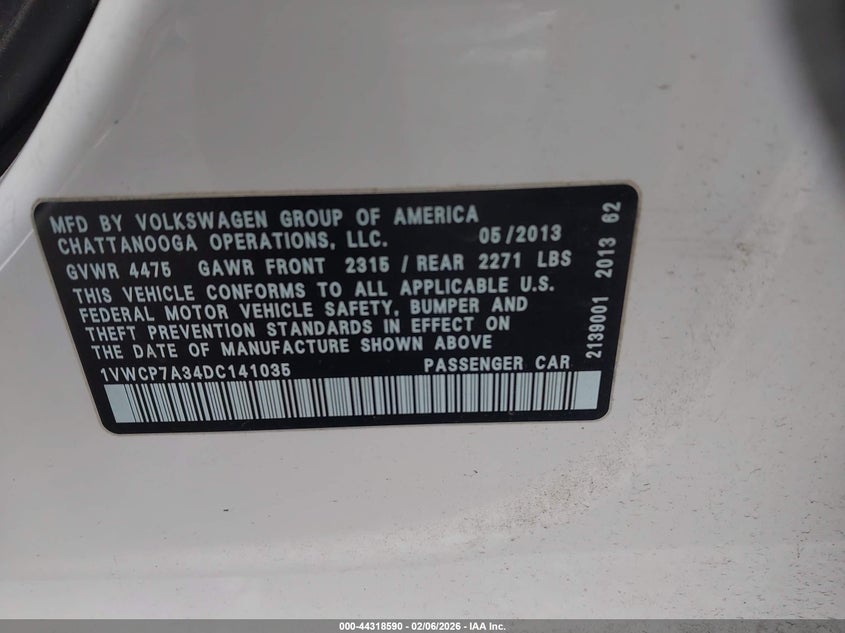 MFD BY VOLKSWAGEN GROUP OF AMERICA
CHATTANOOGA OPERATIONS, LLC. 05/2013
GVWR 4475 GAWR FRONT 2315 / REAR 2271 LBS
THIS VEHICLE CONFORMS TO ALL APPLICABLE U.S.
FEDERAL MOTOR VEHICLE SAFETY, BUMPER AND
THEFT PREVENTION STANDARDS IN EFFECT ON
THE DATE OF MANUFACTURE SHOWN ABOVE
1VWCP7A34DC141035 PASSENGER CAR
2139001 2013 62
000-44318590 - 02/06/2026 - IAA Inc.